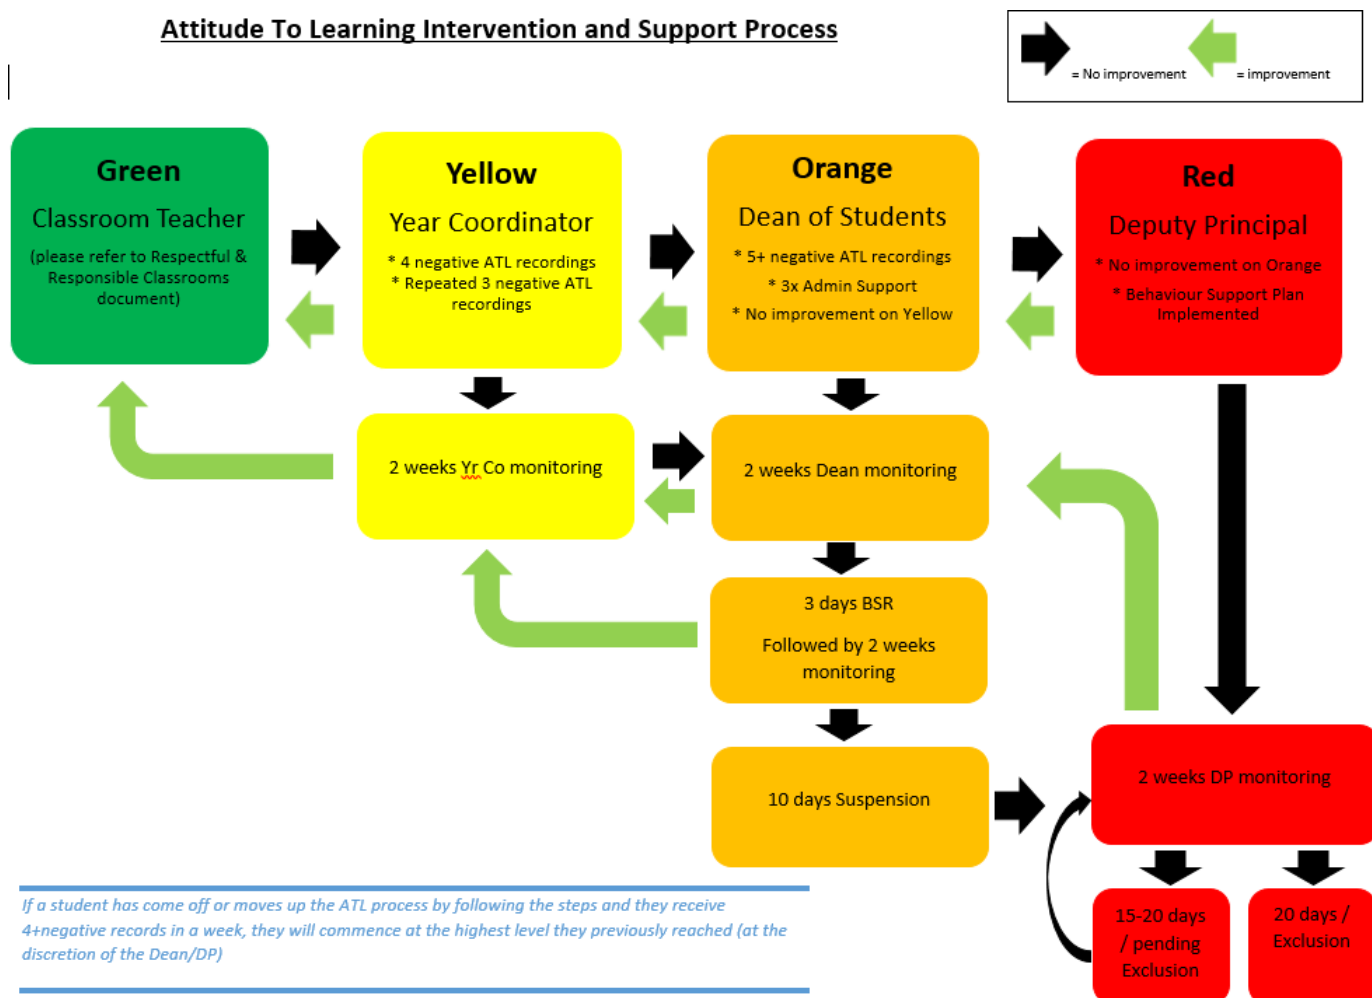 Attitude To Learning Intervention and Support Process
= No improvement
= improvement
Green
Classroom Teacher
(please refer to Respectful &
Responsible Classrooms
document)
Yellow
Year Coordinator
* 4 negative ATL recordings
* Repeated 3 negative ATL
recordings
Orange
Dean of Students
* 5+ negative ATL recordings
* 3x Admin Support
* No improvement on Yellow
Red
Deputy Principal
* No improvement on Orange
* Behaviour Support Plan
Implemented
2 weeks Yr Co monitoring
2 weeks Dean monitoring
3 days BSR
Followed by 2 weeks
monitoring
10 days Suspension
2 weeks DP monitoring
15-20 days
/ pending
Exclusion
20 days /
Exclusion
If a student has come off or moves up the ATL process by following the steps and they receive
4+negative records in a week, they will commence at the highest level they previously reached (at the
discretion of the Dean/DP)